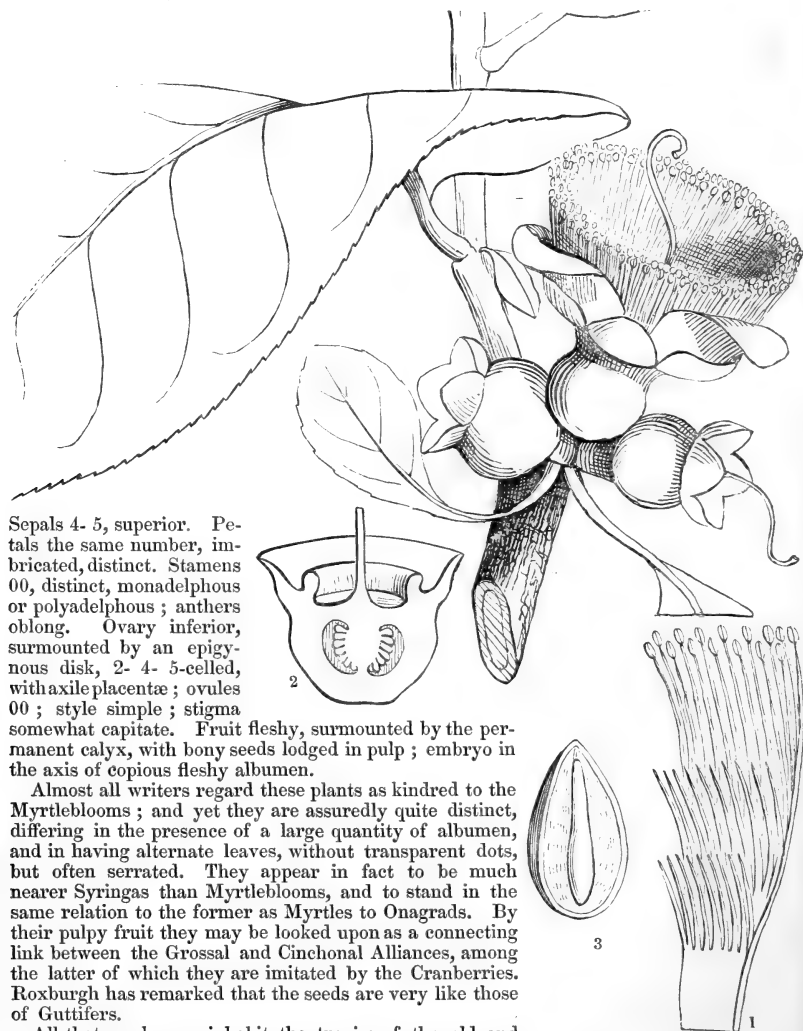 Sepals 4- 5, superior. Pe-
tals the same number, im-
bricated, distinct. Stamens
00, distinct, monadelphous
or polyadelphous ; anthers
oblong. Ovary inferior,
surmounted by an epigy-
nous disk, 2- 4- 5-celled,
with axile placentæ ; ovules
00 ; style simple ; stigma
somewhat capitate. Fruit fleshy, surmounted by the per-
manent calyx, with bony seeds lodged in pulp ; embryo in
the axis of copious fleshy albumen.
Almost all writers regard these plants as kindred to the
Myrtleblooms ; and yet they are assuredly quite distinct,
differing in the presence of a large quantity of albumen,
and in having alternate leaves, without transparent dots,
but often serrated. They appear in fact to be much
nearer Syringas than Myrtleblooms, and to stand in the
same relation to the former as Myrtles to Onagrads. By
their pulpy fruit they may be looked upon as a connecting
link between the Grossal and Cinchonal Alliances, among
the latter of which they are imitated by the Cranberries.
Roxburgh has remarked that the seeds are very like those
of Guttifers.
2
3
1